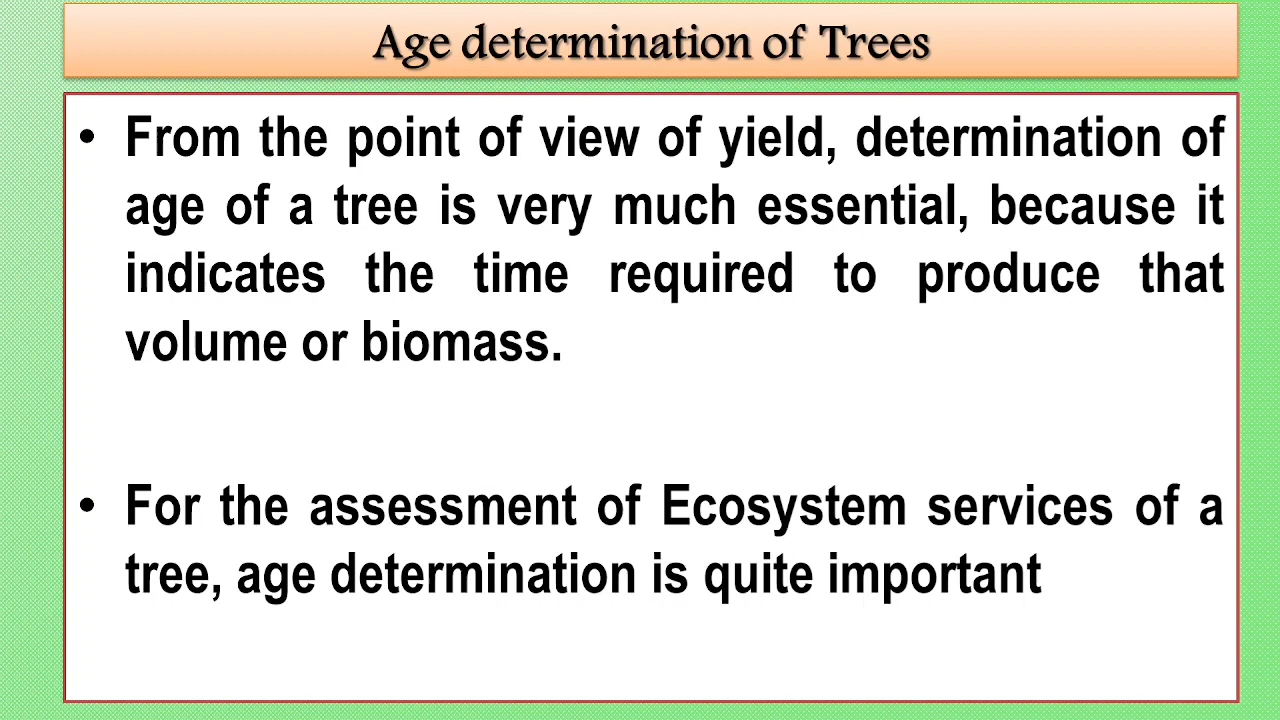 Age determination of Trees
• From the point of view of yield, determination of
age of a tree is very much essential, because it
indicates the time required to produce that
volume or biomass.
• For the assessment of Ecosystem services of a
tree, age determination is quite important